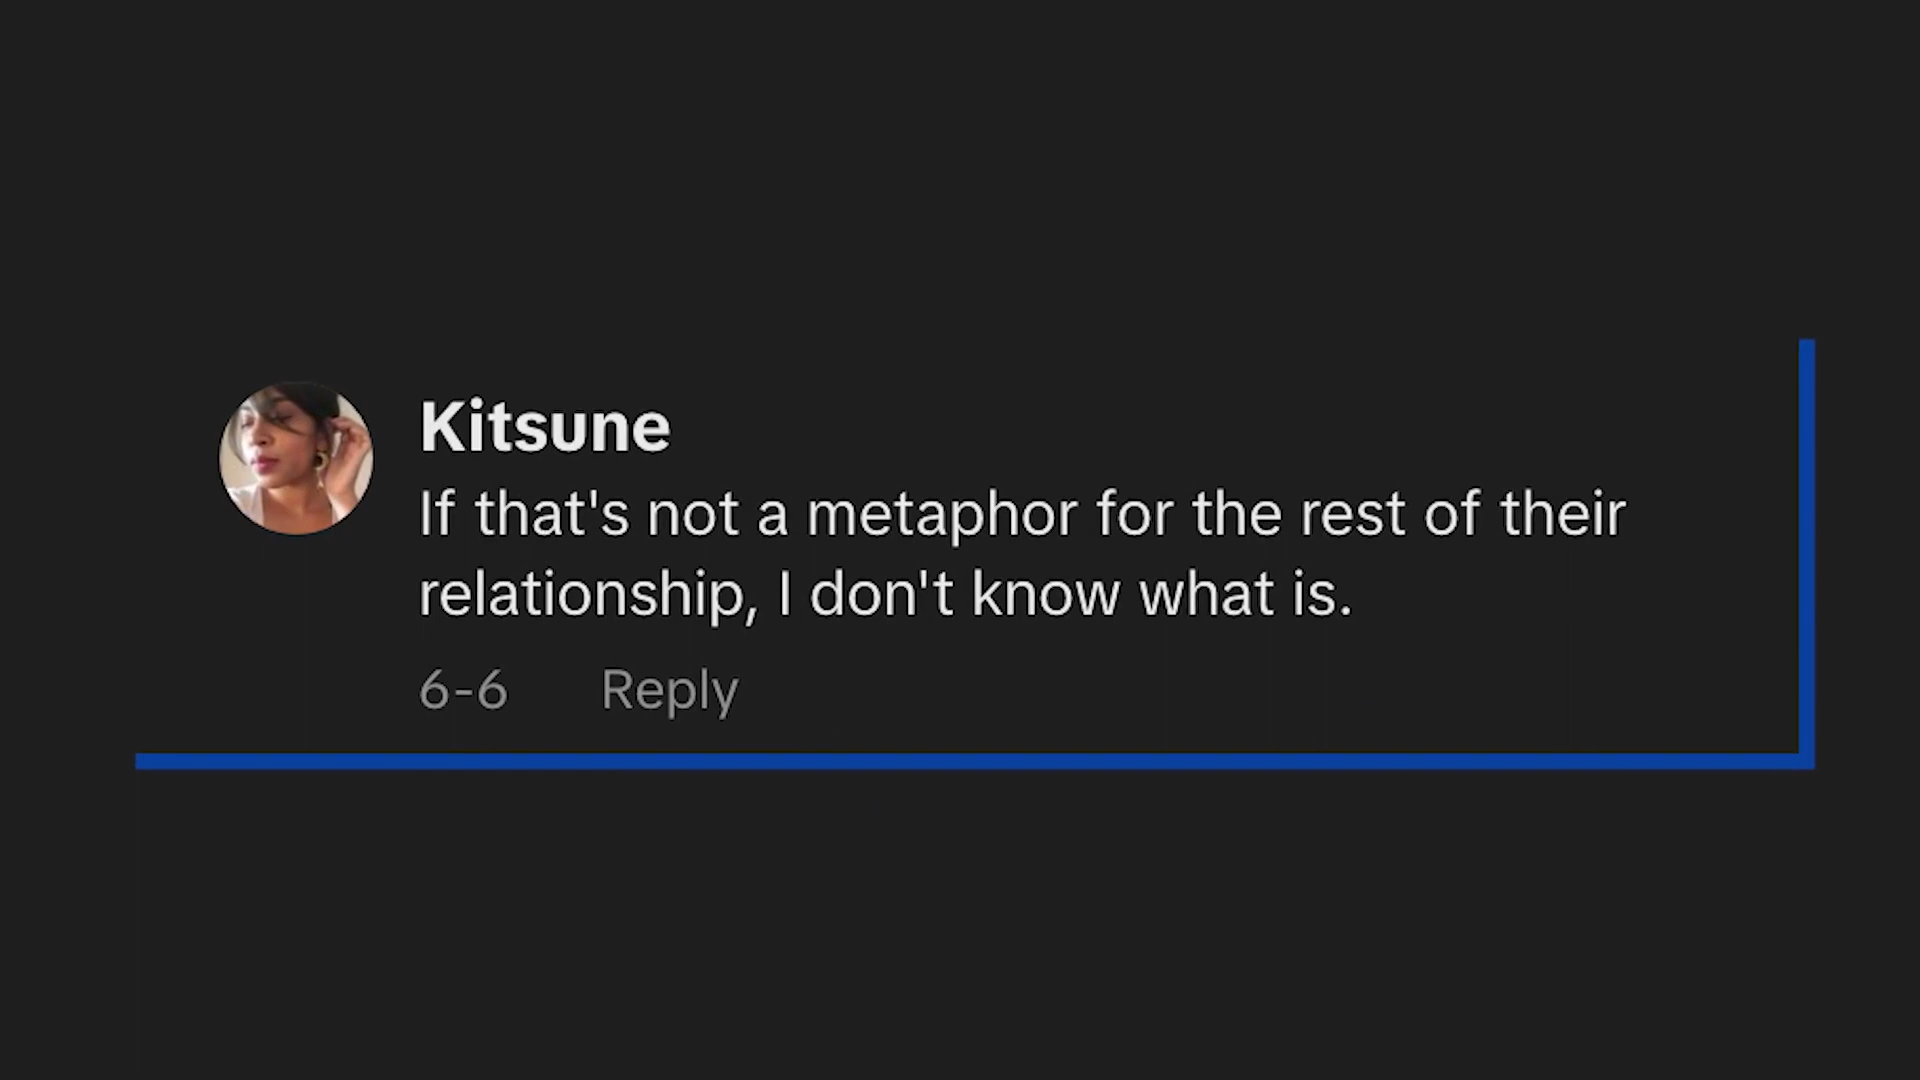 Kitsune
If that's not a metaphor for the rest of their
relationship, I don't know what is.
6-6 Reply